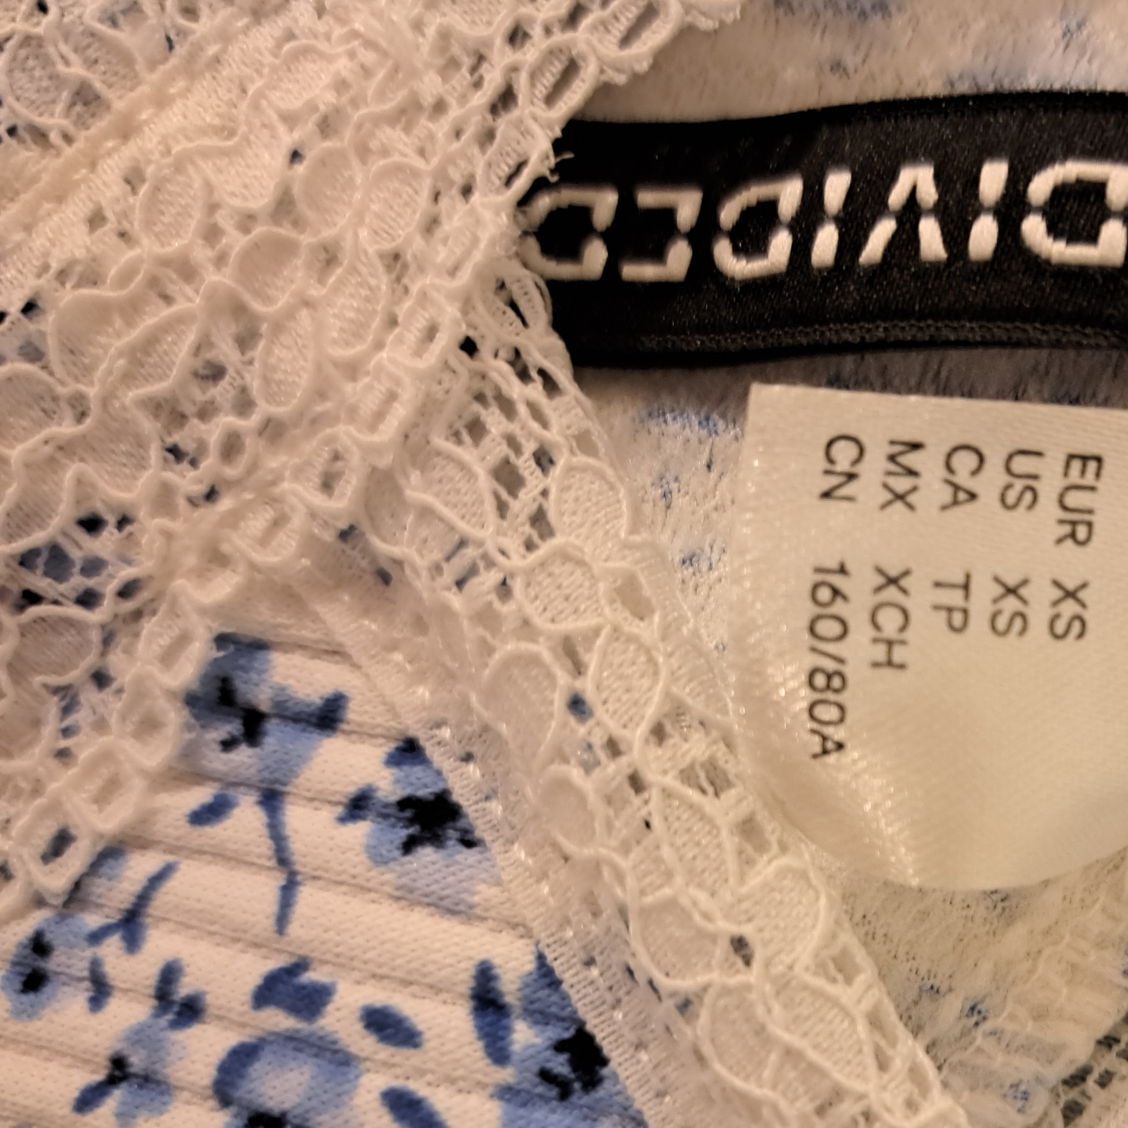 DIVIDED
EUR XS
US XS
CA TP
MX XCH
CN 160/80A